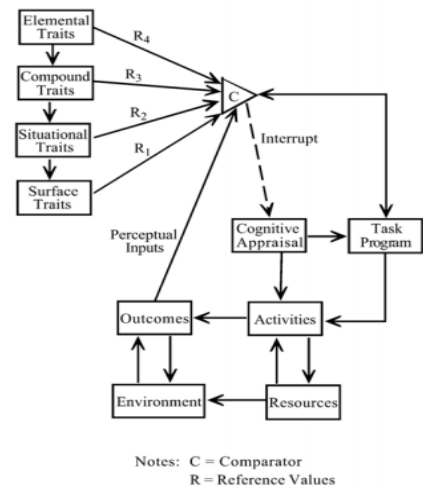 Elemental
Traits
R4
Compound
Traits
R3
C
R2
Situational
Traits
Interrupt
R1
Surface
Traits
Perceptual
Inputs
Cognitive
Appraisal
Task
Program
Outcomes
Activities
Environment
Resources
Notes: C = Comparator
R = Reference Values